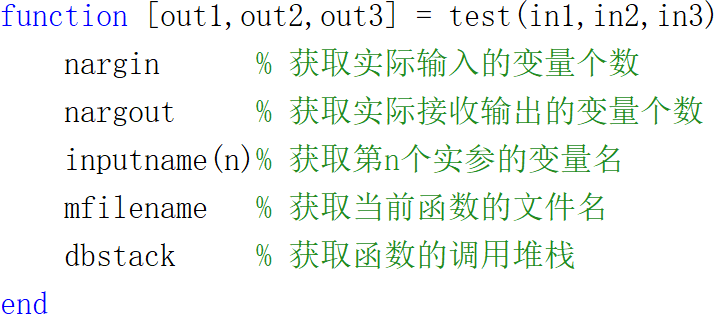 function [out1,out2,out3] = test(in1,in2,in3)
    nargin      % 获取实际输入的变量个数
    nargout     % 获取实际接收输出的变量个数
    inputname(n)% 获取第n个实参的变量名
    mfilename   % 获取当前函数的文件名
    dbstack     % 获取函数的调用堆栈
end